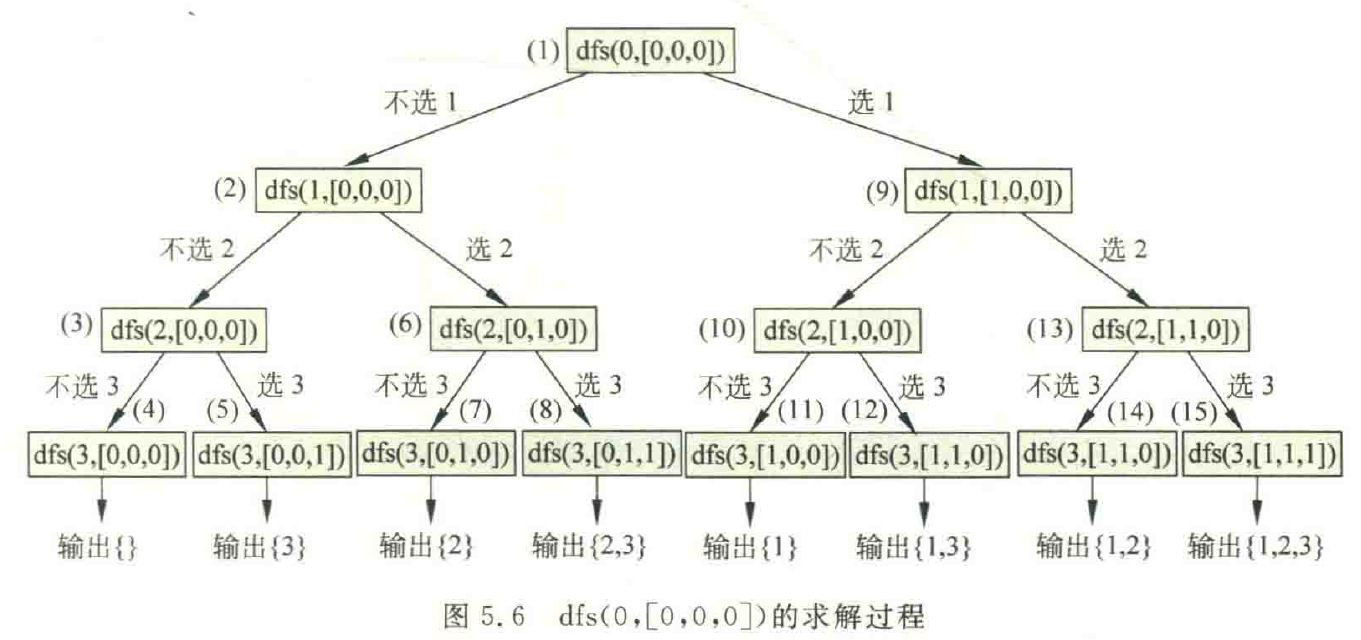 (1) dfs(0,[0,0,0])
不选 1 选 1
(2) dfs(1,[0,0,0]) (9) dfs(1,[1,0,0])
不选 2 选 2 不选 2 选 2
(3) dfs(2,[0,0,0]) (6) dfs(2,[0,1,0]) (10) dfs(2,[1,0,0]) (13) dfs(2,[1,1,0])
不选 3 选 3 不选 3 选 3 不选 3 选 3 不选 3 选 3
(4) (5) (7) (8) (11) (12) (14) (15)
dfs(3,[0,0,0]) dfs(3,[0,0,1]) dfs(3,[0,1,0]) dfs(3,[0,1,1]) dfs(3,[1,0,0]) dfs(3,[1,1,0]) dfs(3,[1,1,0]) dfs(3,[1,1,1])
输出{} 输出{3} 输出{2} 输出{2,3} 输出{1} 输出{1,3} 输出{1,2} 输出{1,2,3}
图 5.6 dfs(0,[0,0,0])的求解过程